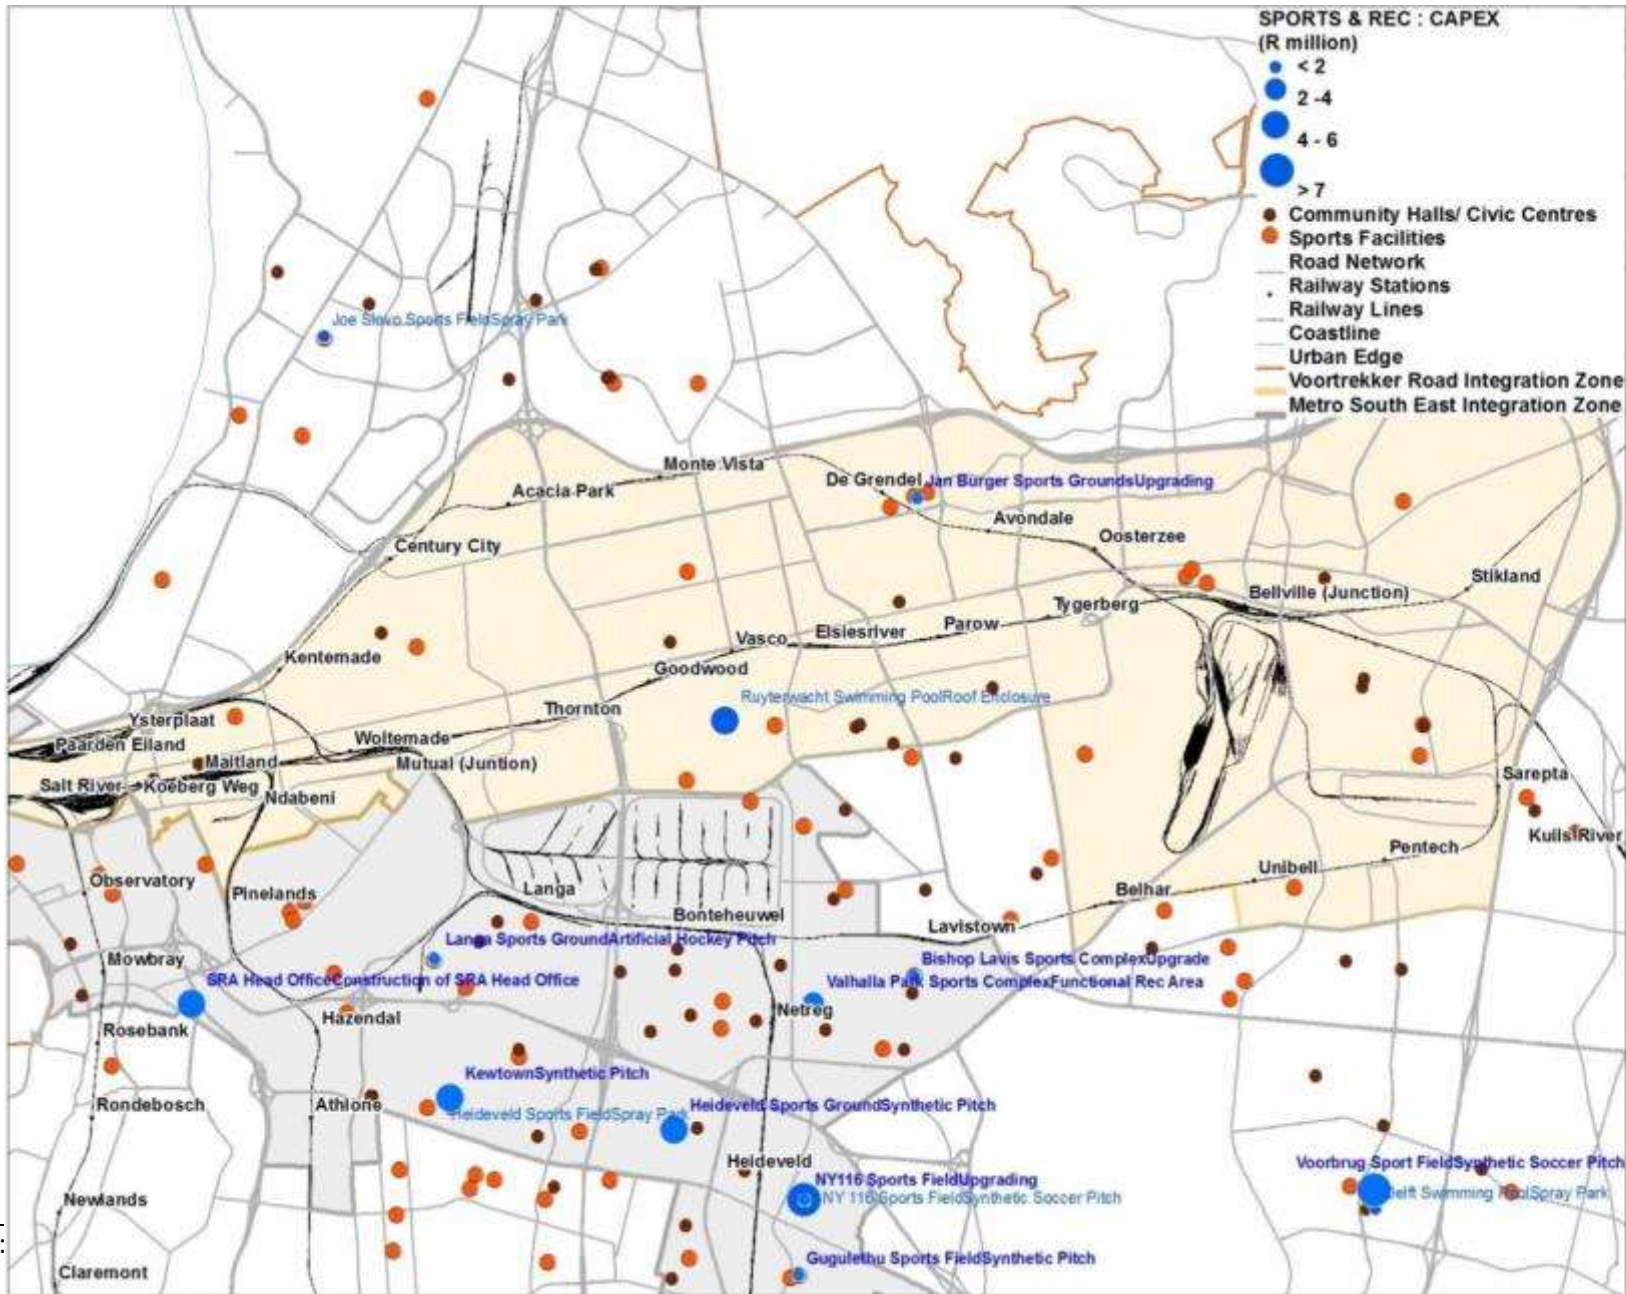 SPORTS & REC : CAPEX
(R million)
< 2
2 -4
4 - 6
> 7
Community Halls/ Civic Centres
Sports Facilities
Road Network
Railway Stations
Railway Lines
Coastline
Urban Edge
Voortrekker Road Integration Zone
Metro South East Integration Zone
Joe Slovo Sports FieldSpray Park
Monte Vista
De Grendel
Jan Burger Sports GroundsUpgrading
Acacia Park
Avondale
Century City
Oosterzee
Stikland
Bellville (Junction)
Tygerberg
Parow
Elsiesriver
Vasco
Kentemade
Goodwood
Ruyterwacht Swimming PoolRoof Enclosure
Thornton
Ysterplaat
Woltemade
Paarden Eiland
Maitland
Mutual (Juntion)
Sarepta
Salt River
Koeberg Weg
Ndabeni
Kuils River
Pentech
Unibell
Observatory
Pinelands
Langa
Belhar
Bonteheuwel
Lavistown
Langa Sports GroundArtificial Hockey Pitch
Mowbray
Bishop Lavis Sports ComplexUpgrade
SRA Head OfficeConstruction of SRA Head Office
Valhalla Park Sports ComplexFunctional Rec Area
Netreg
Hazendal
Rosebank
KewtownSynthetic Pitch
Rondebosch
Athlone
Heideveld Sports FieldSpray Park
Heideveld Sports GroundSynthetic Pitch
Heideveld
Voorbrug Sport FieldSynthetic Soccer Pitch
NY116 Sports FieldUpgrading
NY 116 Sports FieldSynthetic Soccer Pitch
Delft Swimming PoolSpray Park
Newlands
:
Gugulethu Sports FieldSynthetic Pitch
Claremont